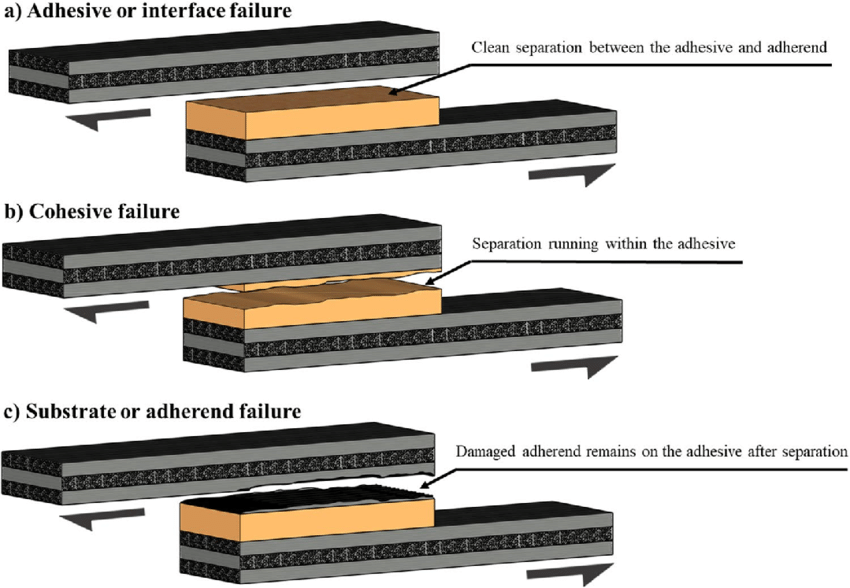 a) Adhesive or interface failure
Clean separation between the adhesive and adherend
b) Cohesive failure
Separation running within the adhesive
c) Substrate or adherend failure
Damaged adherend remains on the adhesive after separation